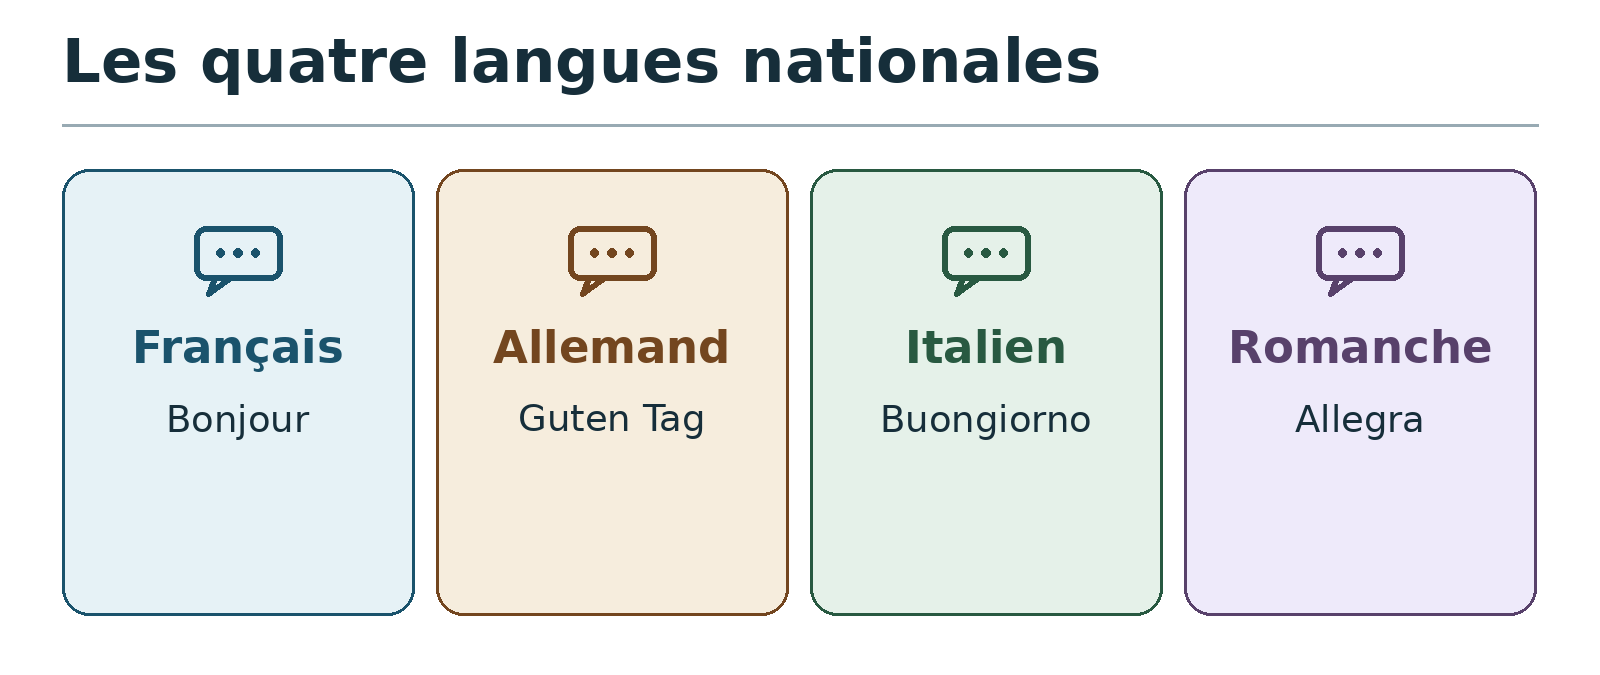 Les quatre langues nationales
Français
Bonjour
Allemand
Guten Tag
Italien
Buongiorno
Romanche
Allegra